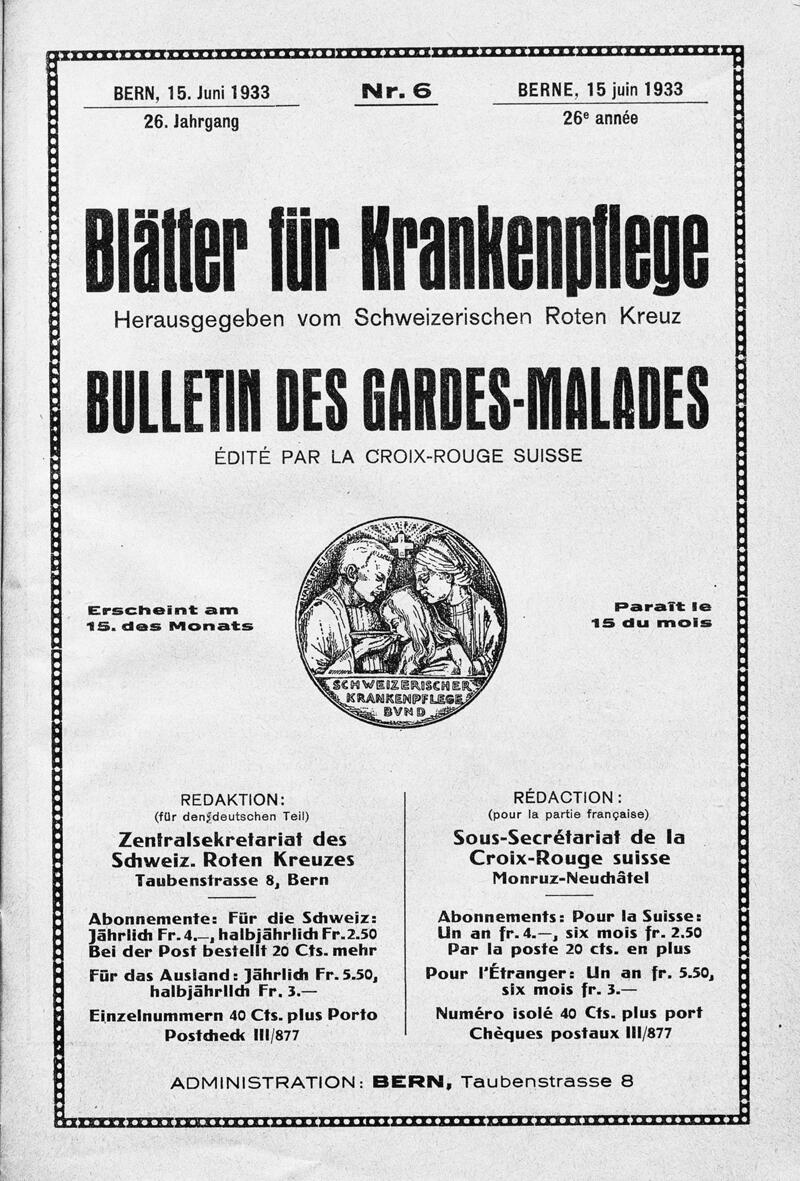 BERN, 15. Juni 1933
26. Jahrgang
Nr. 6
BERNE, 15 juin 1933
26e année
Blätter für Krankenpflege
Herausgegeben vom Schweizerischen Roten Kreuz
BULLETIN DES GARDES-MALADES
ÉDITÉ PAR LA CROIX-ROUGE SUISSE
Erscheint am
15. des Monats
SCHWEIZERISCHER
KRANKENPFLEGE
BVND
Paraît le
15 du mois
REDAKTION:
(für den deutschen Teil)
Zentralsekretariat des
Schweiz. Roten Kreuzes
Taubenstrasse 8, Bern
Abonnemente: Für die Schweiz:
Jährlich Fr. 4.—, halbjährlich Fr. 2.50
Bei der Post bestellt 20 Cts. mehr
Für das Ausland: Jährlich Fr. 5.50,
halbjährlich Fr. 3.—
Einzelnummern 40 Cts. plus Porto
Postcheck III/877
RÉDACTION:
(pour la partie française)
Sous-Secrétariat de la
Croix-Rouge suisse
Monruz-Neuchâtel
Abonnements: Pour la Suisse:
Un an fr. 4.—, six mois fr. 2.50
Par la poste 20 cts. en plus
Pour l'Étranger: Un an fr. 5.50,
six mois fr. 3.—
Numéro isolé 40 Cts. plus port
Chèques postaux III/877
ADMINISTRATION: BERN, Taubenstrasse 8